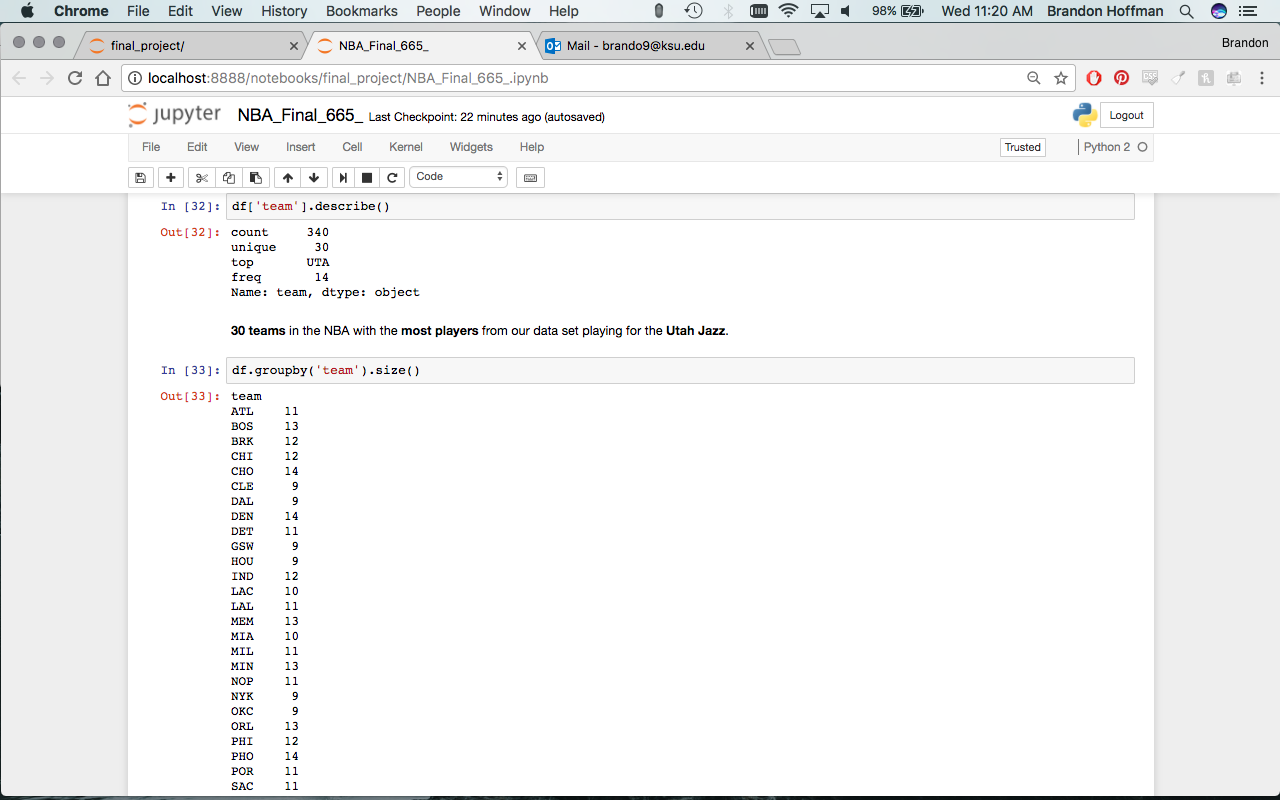 Chrome File Edit View History Bookmarks People Window Help 98% Wed 11:20 AM Brandon Hoffman
final_project/ NBA_Final_665_ Mail - brando9@ksu.edu Brandon
localhost:8888/notebooks/final_project/NBA_Final_665_.ipynb
jupyter NBA_Final_665_ Last Checkpoint: 22 minutes ago (autosaved) Logout
File Edit View Insert Cell Kernel Widgets Help Trusted Python 2
Code
In [32]: df['team'].describe()
Out[32]: count 340
unique 30
top UTA
freq 14
Name: team, dtype: object
30 teams in the NBA with the most players from our data set playing for the Utah Jazz.
In [33]: df.groupby('team').size()
Out[33]: team
ATL 11
BOS 13
BRK 12
CHI 12
CHO 14
CLE 9
DAL 9
DEN 14
DET 11
GSW 9
HOU 9
IND 12
LAC 10
LAL 11
MEM 13
MIA 10
MIL 11
MIN 13
NOP 11
NYK 9
OKC 9
ORL 13
PHI 12
PHO 14
POR 11
SAC 11